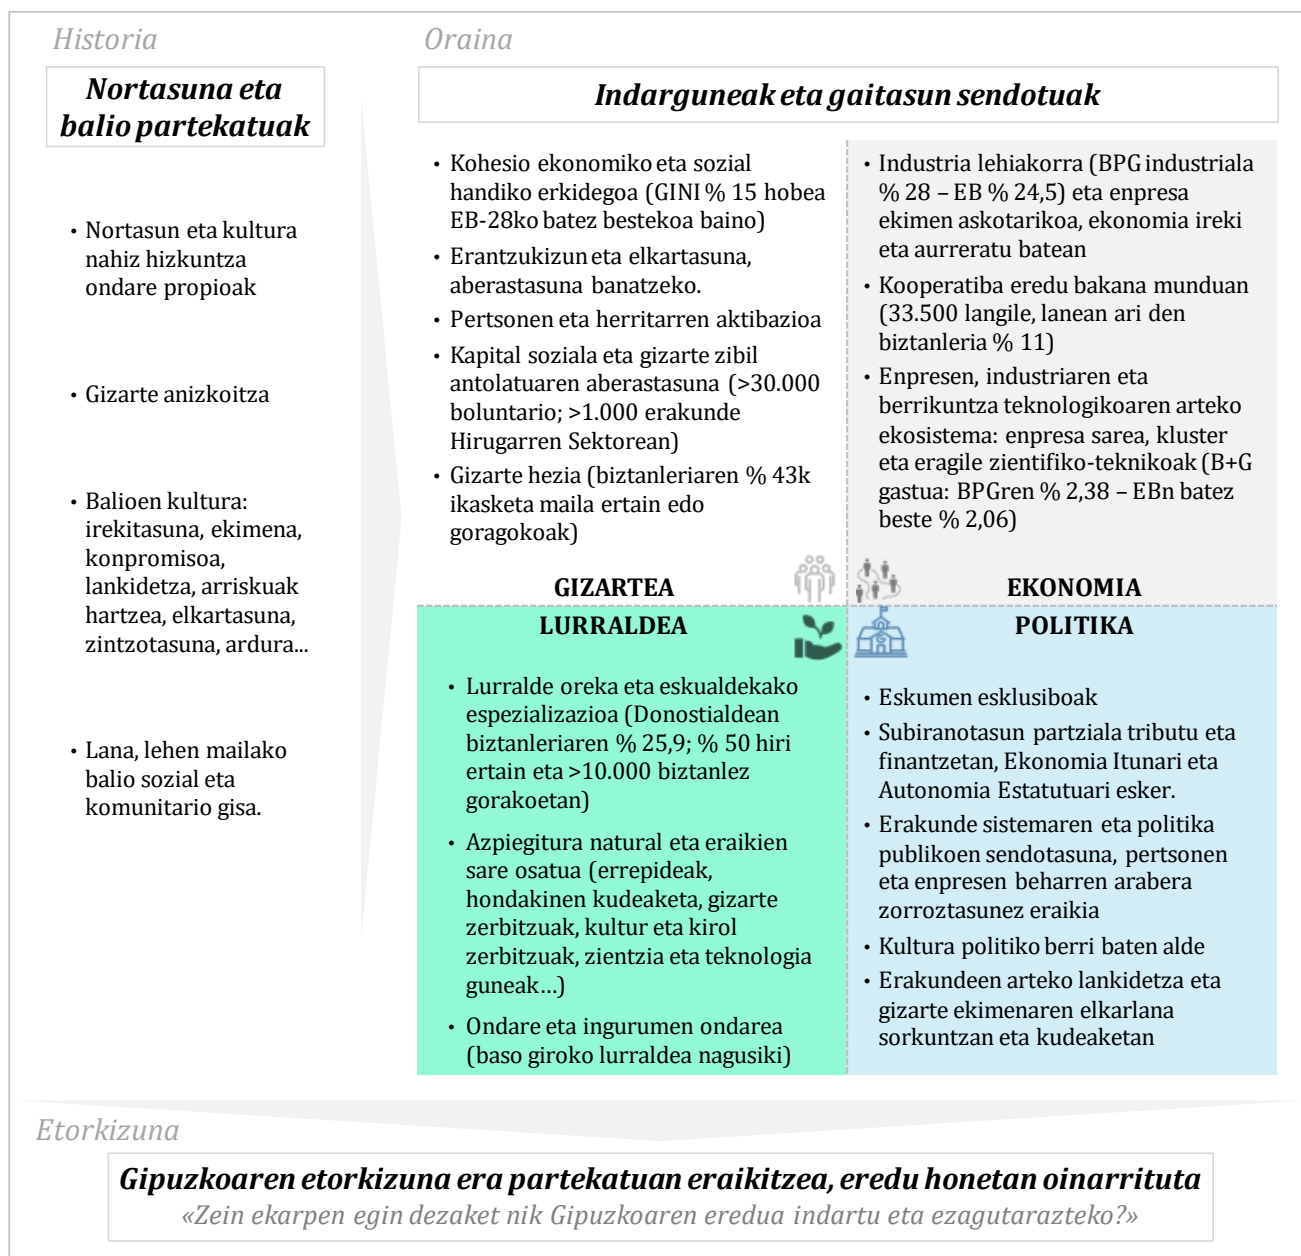 Historia
Nortasuna eta
balio partekatuak
• Nortasun eta kultura
nahiz hizkuntza
ondare propioak
• Gizarte anizkoitza
• Balioen kultura:
irekitasuna, ekimena,
konpromisoa,
lankidetza, arriskuak
hartzea, elkartasuna,
zintzotasuna, ardura...
• Lana, lehen mailako
balio sozial eta
komunitario gisa.
Oraina
Indarguneak eta gaitasun sendotuak
• Kohesio ekonomiko eta sozial
handiko erkidegoa (GINI % 15 hobea
EB-28ko batez bestekoa baino)
• Erantzukizun eta elkartasuna,
aberastasuna banatzeko.
• Pertsonen eta herritarren aktibazioa
• Kapital soziala eta gizarte zibil
antolatuaren aberastasuna (>30.000
boluntario; >1.000 erakunde
Hirugarren Sektorean)
• Gizarte hezia (biztanleriaren % 43k
ikasketa maila ertain edo
goragokoak)
GIZARTEA
• Industria lehiakorra (BPG industriala
% 28 – EB % 24,5) eta enpresa
ekimen askotarikoa, ekonomia ireki
eta aurreratu batean
• Kooperatiba eredu bakana munduan
(33.500 langile, lanean ari den
biztanleria % 11)
• Enpresen, industriaren eta
berrikuntza teknologikoaren arteko
ekosistema: enpresa sarea, kluster
eta eragile zientifiko-teknikoak (B+G
gastua: BPGren % 2,38 – EBn batez
beste % 2,06)
EKONOMIA
LURRALDEA
• Lurralde oreka eta eskualdekako
espezializazioa (Donostialdean
biztanleriaren % 25,9; % 50 hiri
ertain eta >10.000 biztanlez
gorakoetan)
• Azpiegitura natural eta eraikien
sare osatua (errepideak,
hondakinen kudeaketa, gizarte
zerbitzuak, kultur eta kirol
zerbitzuak, zientzia eta teknologia
guneak…)
• Ondare eta ingurumen ondarea
(baso giroko lurraldea nagusiki)
POLITIKA
• Eskumen esklusiboak
• Subiranotasun partziala tributu eta
finantzetan, Ekonomia Itunari eta
Autonomia Estatutuari esker.
• Erakunde sistemaren eta politika
publikoen sendotasuna, pertsonen
eta enpresen beharren arabera
zorroztasunez eraikia
• Kultura politiko berri baten alde
• Erakundeen arteko lankidetza eta
gizarte ekimenaren elkarlana
sorkuntzan eta kudeaketan
Etorkizuna
Gipuzkoaren etorkizuna era partekatuan eraikitzea, eredu honetan oinarrituta
«Zein ekarpen egin dezaket nik Gipuzkoaren eredua indartu eta ezagutarazteko?»